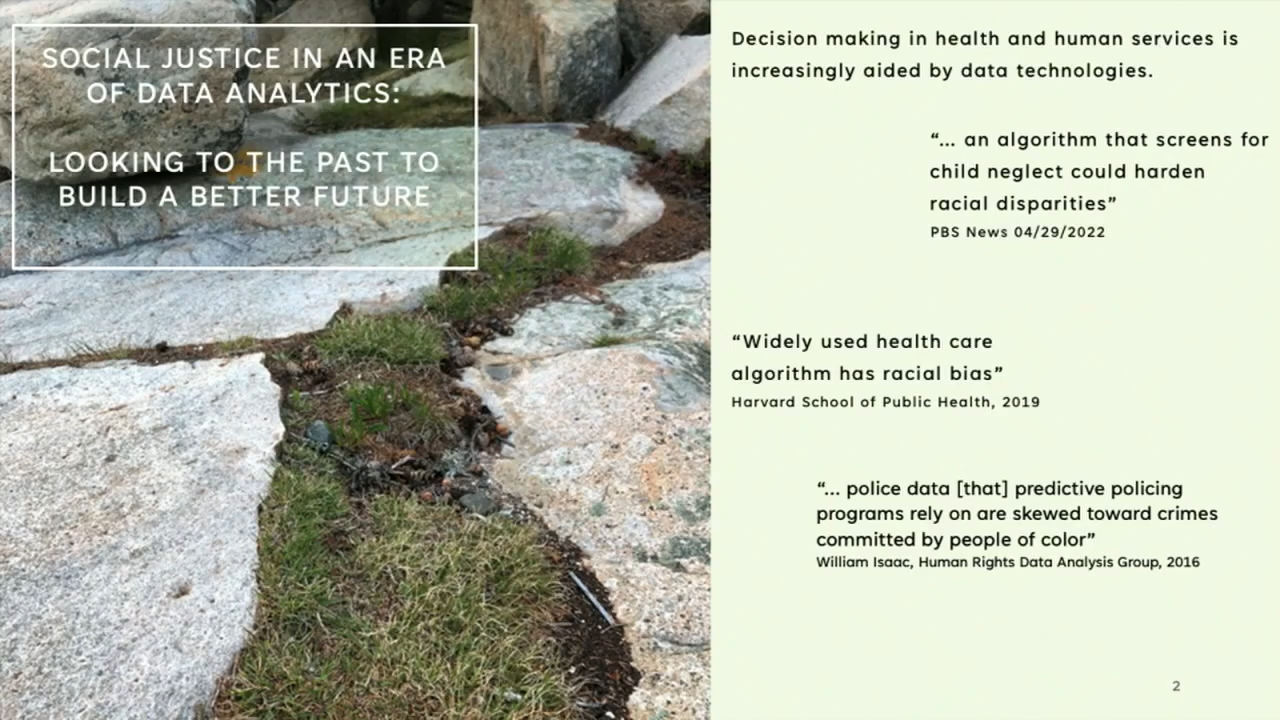 SOCIAL JUSTICE IN AN ERA
OF DATA ANALYTICS:
LOOKING TO THE PAST TO
BUILD A BETTER FUTURE
Decision making in health and human services is
increasingly aided by data technologies.
“... an algorithm that screens for
child neglect could harden
racial disparities”
PBS News 04/29/2022
“Widely used health care
algorithm has racial bias”
Harvard School of Public Health, 2019
“... police data [that] predictive policing
programs rely on are skewed toward crimes
committed by people of color”
William Isaac, Human Rights Data Analysis Group, 2016
2